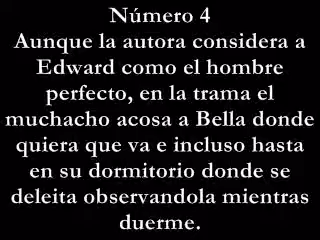 Número 4
Aunque la autora considera a
Edward como el hombre
perfecto, en la trama el
muchacho acosa a Bella donde
quiera que va e incluso hasta
en su dormitorio donde se
deleita observandola mientras
duerme.